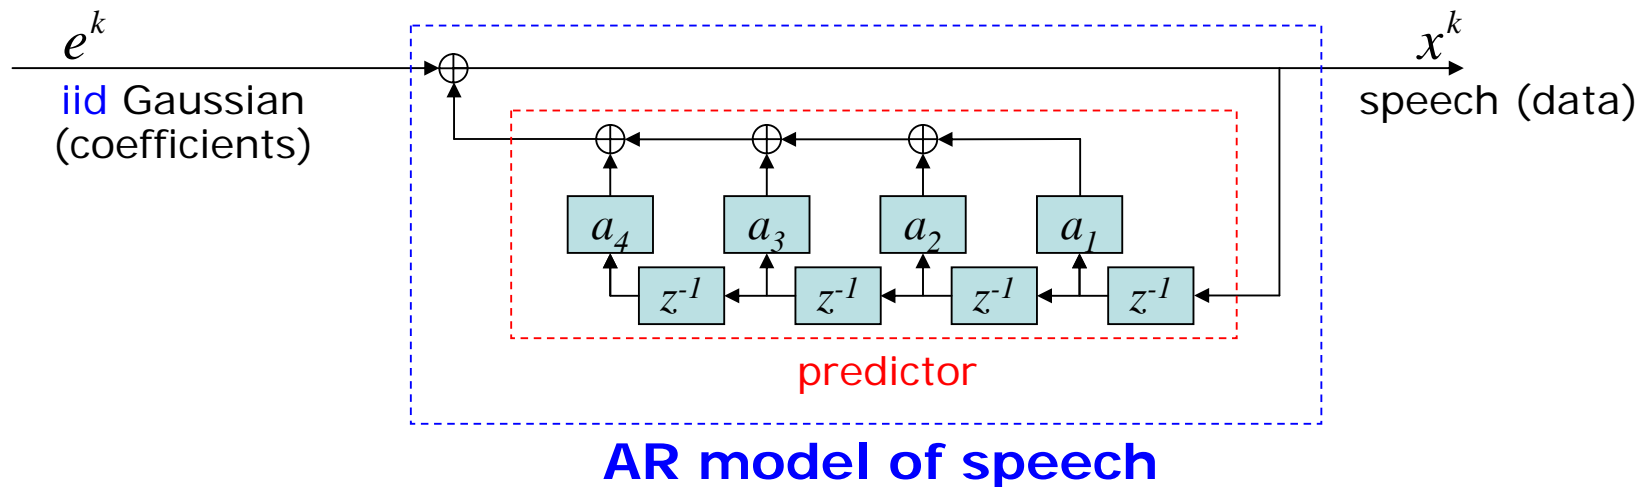 e^k
x^k
iid Gaussian
(coefficients)
speech (data)
a_4 a_3 a_2 a_1
z^-1 z^-1 z^-1 z^-1
predictor
AR model of speech